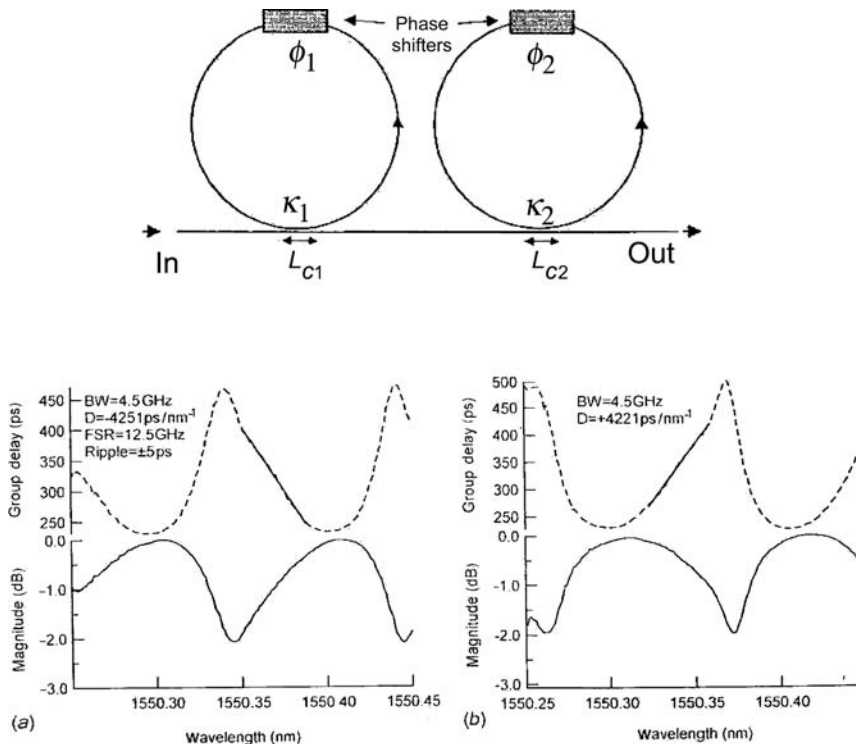 Phase
shifters
ϕ1
ϕ2
κ1
κ2
In
Out
LC1
LC2
Group delay (ps)
450
400
350
300
250
BW=4.5GHz
D=-4251ps/nm-1
FSR=12.5GHz
Ripple=±5ps
Magnitude (dB)
0.0
-1.0
-2.0
-3.0
1550.30
1550.35
1550.40
1550.45
(a)
Wavelength (nm)
Group delay (ps)
500
450
400
350
300
250
BW=4.5GHz
D=+4221ps/nm-1
Magnitude (dB)
0.0
-1.0
-2.0
-3.0
1550.25
1550.30
1550.35
1550.40
(b)
Wavelength (nm)